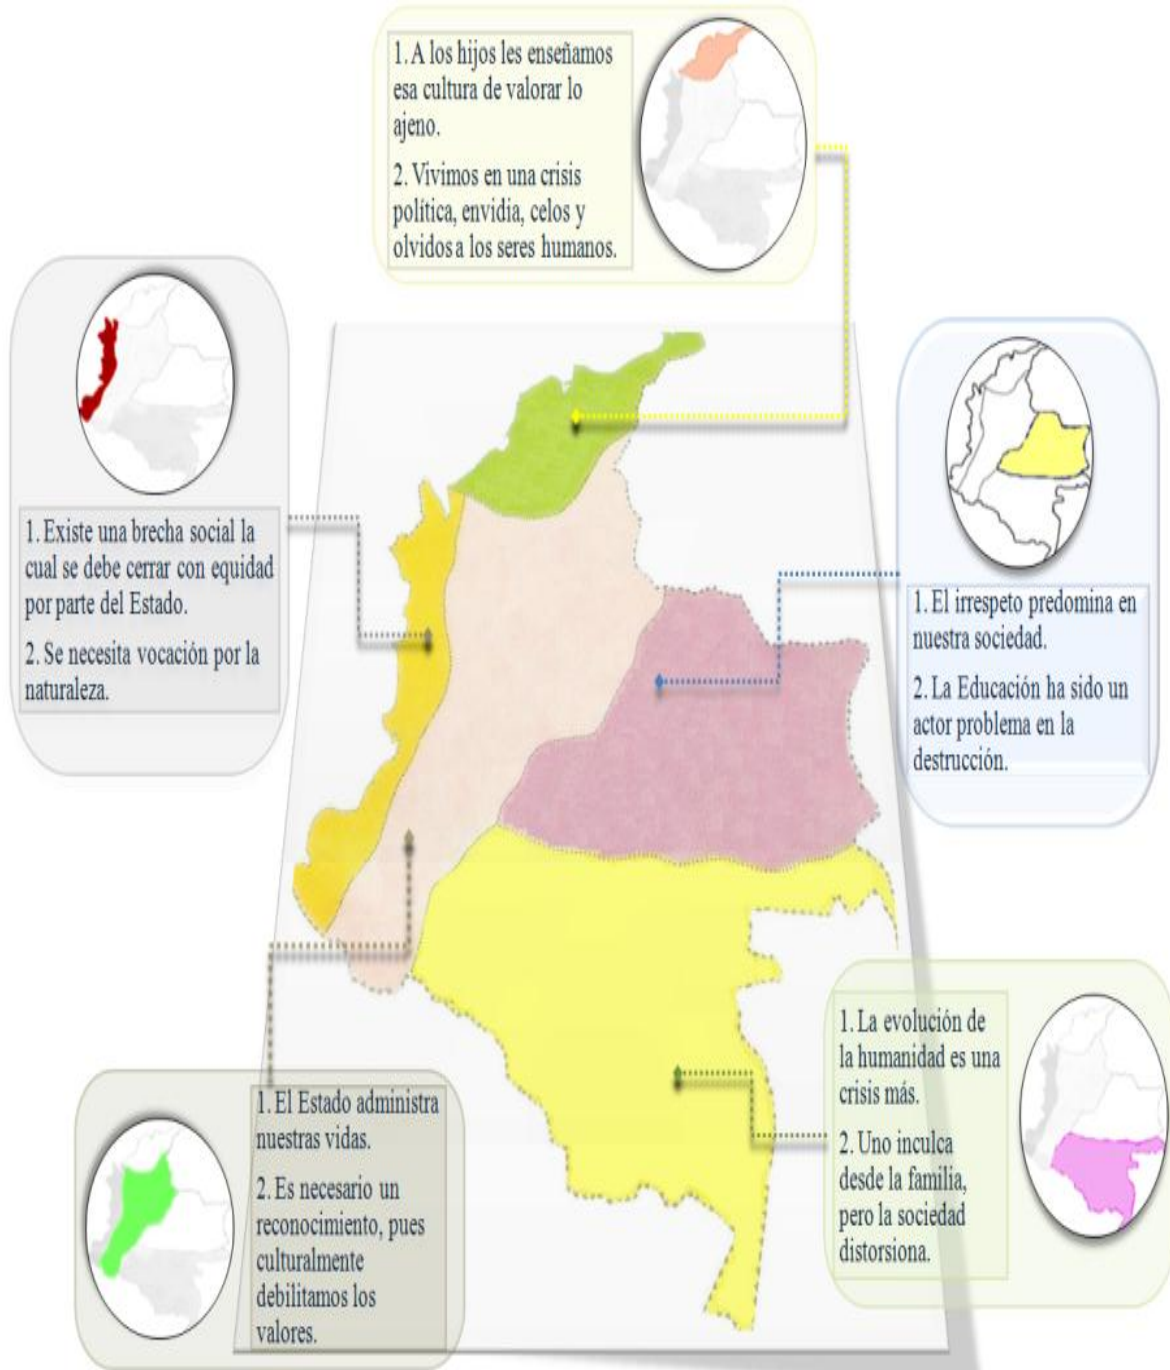 1. A los hijos les enseñamos
esa cultura de valorar lo
ajeno.
2. Vivimos en una crisis
política, envidia, celos y
olvidos a los seres humanos.
1. Existe una brecha social la
cual se debe cerrar con equidad
por parte del Estado.
2. Se necesita vocación por la
naturaleza.
1. El irrespeto predomina en
nuestra sociedad.
2. La Educación ha sido un
actor problema en la
destrucción.
1. El Estado administra
nuestras vidas.
2. Es necesario un
reconocimiento, pues
culturalmente
debilitamos los
valores.
1. La evolución de
la humanidad es una
crisis más.
2. Uno inculca
desde la familia,
pero la sociedad
distorsiona.